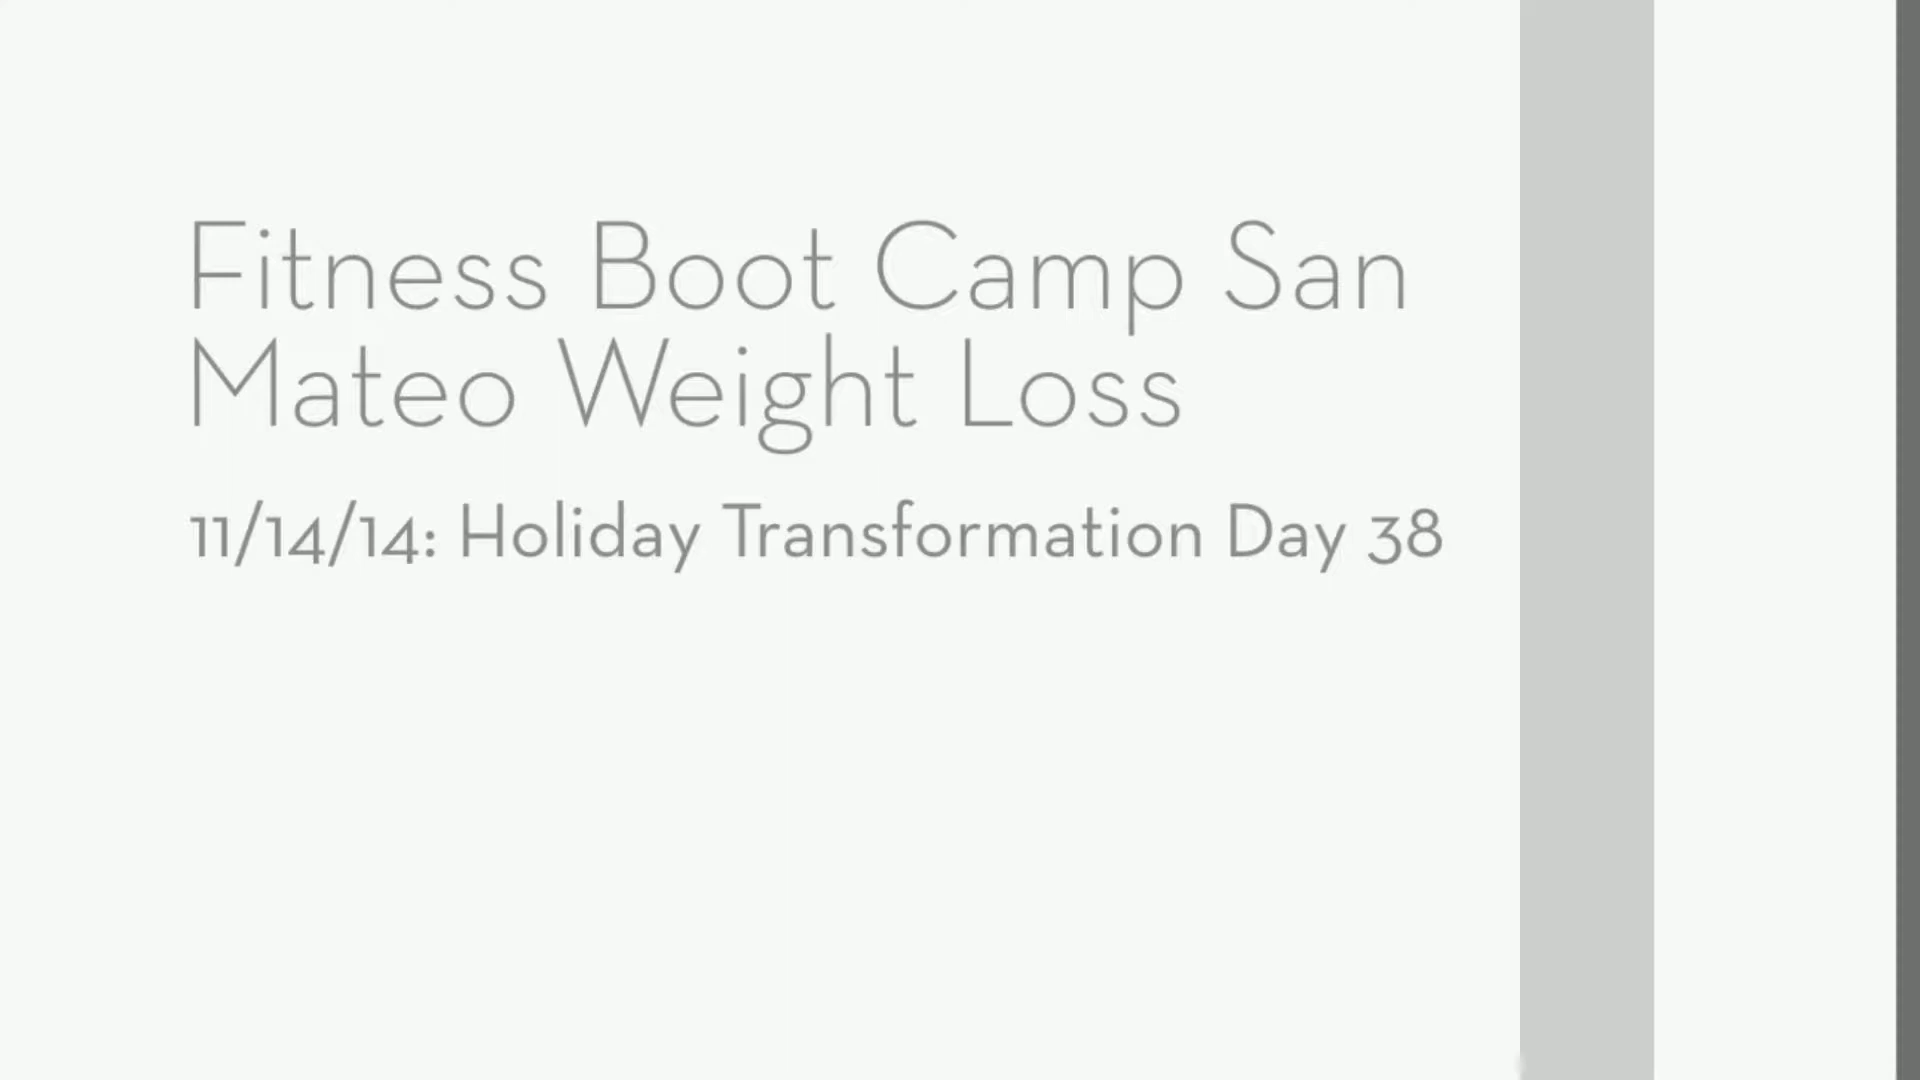 Fitness Boot Camp San
Mateo Weight Loss
11/14/14: Holiday Transformation Day 38